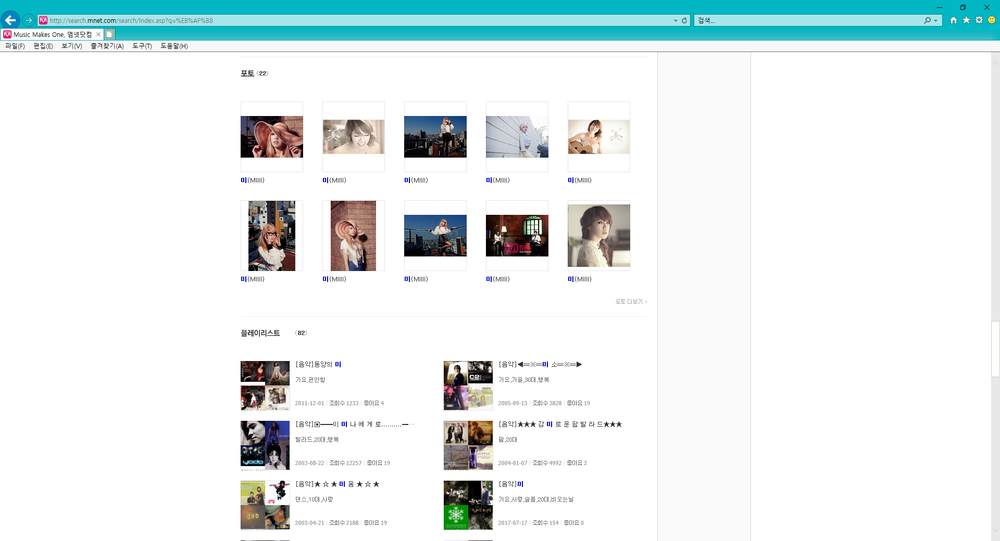 http://search.mnet.com/search/index.asp?q=%EB%AF%B8
검색...
Music Makes One, 엠넷닷컴
파일(F) 편집(E) 보기(V) 즐겨찾기(A) 도구(T) 도움말(H)
포토 (22)
美
美
미(MIIII) 미(MIIII) 미(MIIII) 미(MIIII) 미(MIIII)
미(MIIII) 미(MIIII) 미(MIIII) 미(MIIII) 미(MIIII)
포토 더보기 >
플레이리스트 (82)
[음악]동양의 미
가요,편안함
2011-12-01 | 조회수 1233 | 좋아요 4
[음악]◀=※=미 소=※=▶
가요,가을,30대,행복
2005-09-13 | 조회수 3828 | 좋아요 19
[음악]▣━━이 미 나 에 게 로..........━…
발라드,20대,행복
2003-08-22 | 조회수 12257 | 좋아요 19
[음악]★★★ 감 미 로 운 팝 발 라 드★★★
팝,20대
2004-01-07 | 조회수 4992 | 좋아요 2
[음악]★ ☆ ★ 미 움 ★ ☆ ★
댄스,10대,사랑
2003-04-21 | 조회수 2188 | 좋아요 19
god
[음악]미
가요,사랑,슬픔,20대,비오는날
2017-07-17 | 조회수 154 | 좋아요 0